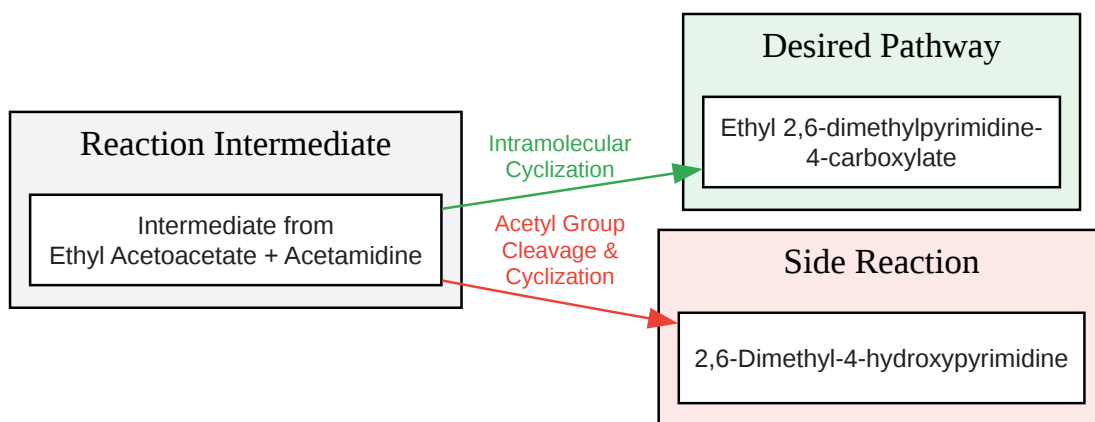 Reaction Intermediate
Intermediate from
Ethyl Acetoacetate + Acetamidine
Intramolecular
Cyclization
Acetyl Group
Cleavage &
Cyclization
Desired Pathway
Ethyl 2,6-dimethylpyrimidine-
4-carboxylate
Side Reaction
2,6-Dimethyl-4-hydroxypyrimidine